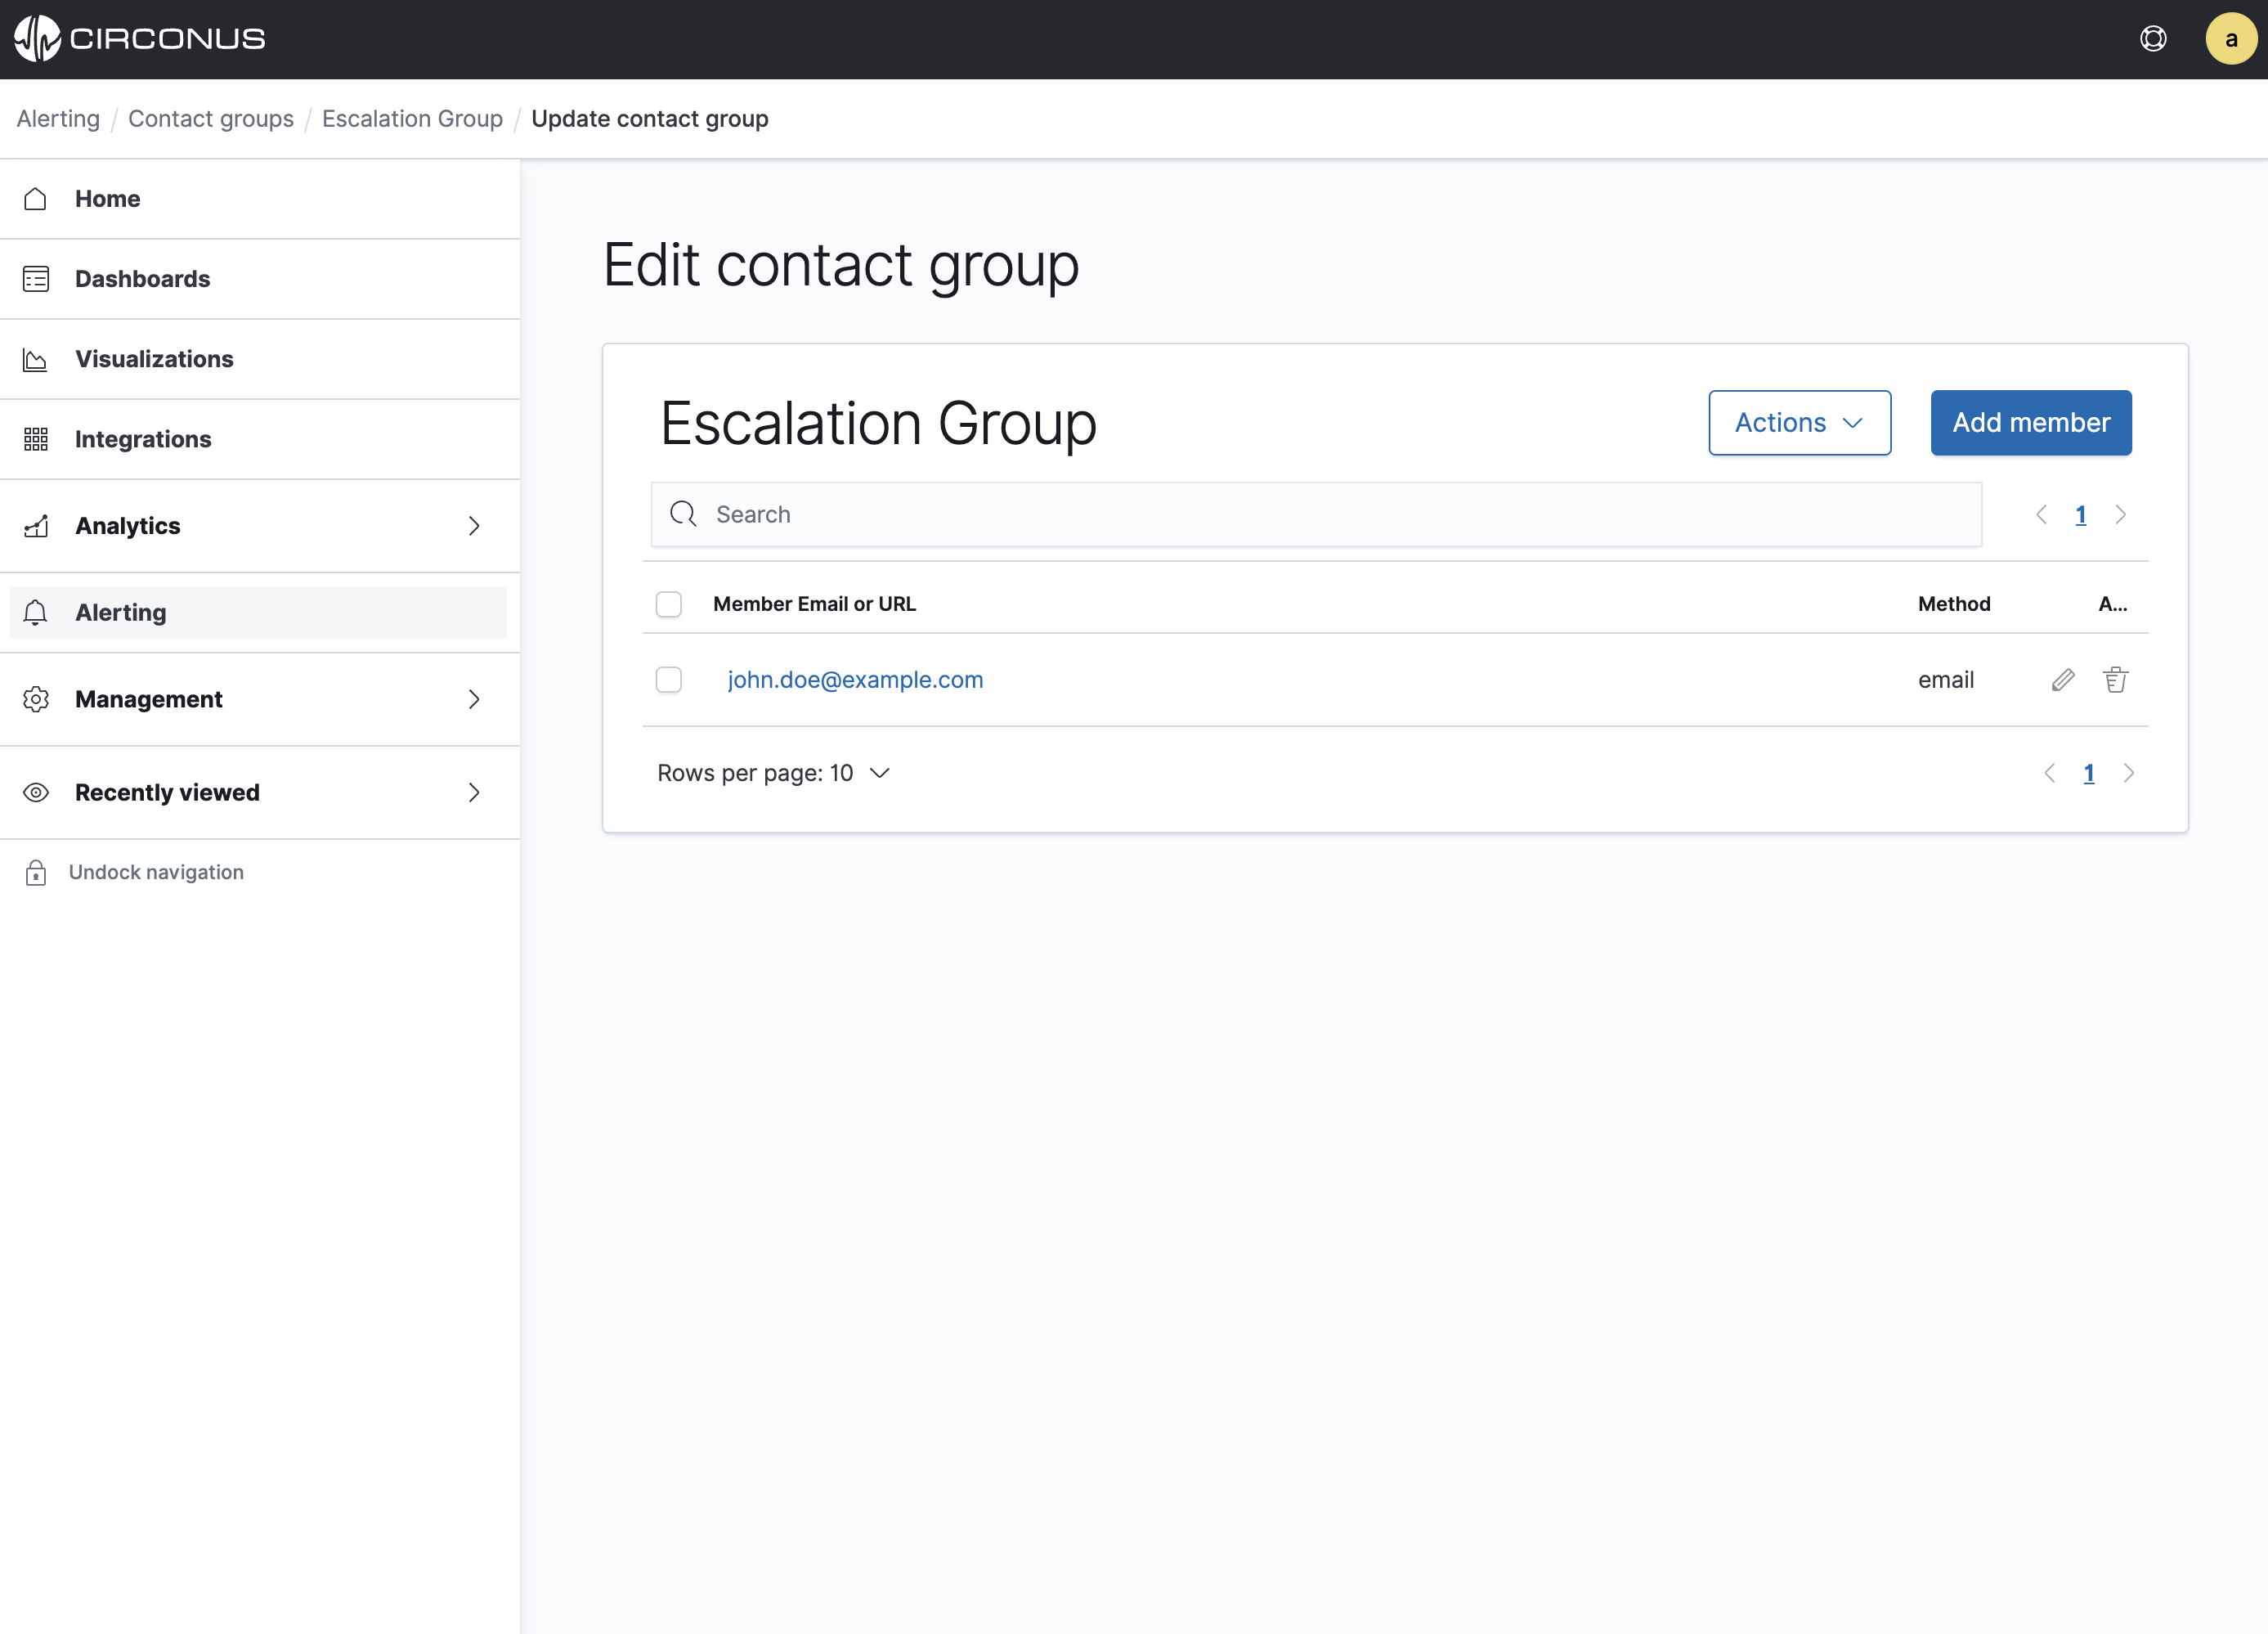 CIRCONUS
a
Alerting / Contact groups / Escalation Group / Update contact group
Home
Dashboards
Visualizations
Integrations
Analytics
Alerting
Management
Recently viewed
Undock navigation
Edit contact group
Escalation Group
Actions
Add member
Search
1
Member Email or URL Method A...
john.doe@example.com email
Rows per page: 10
1